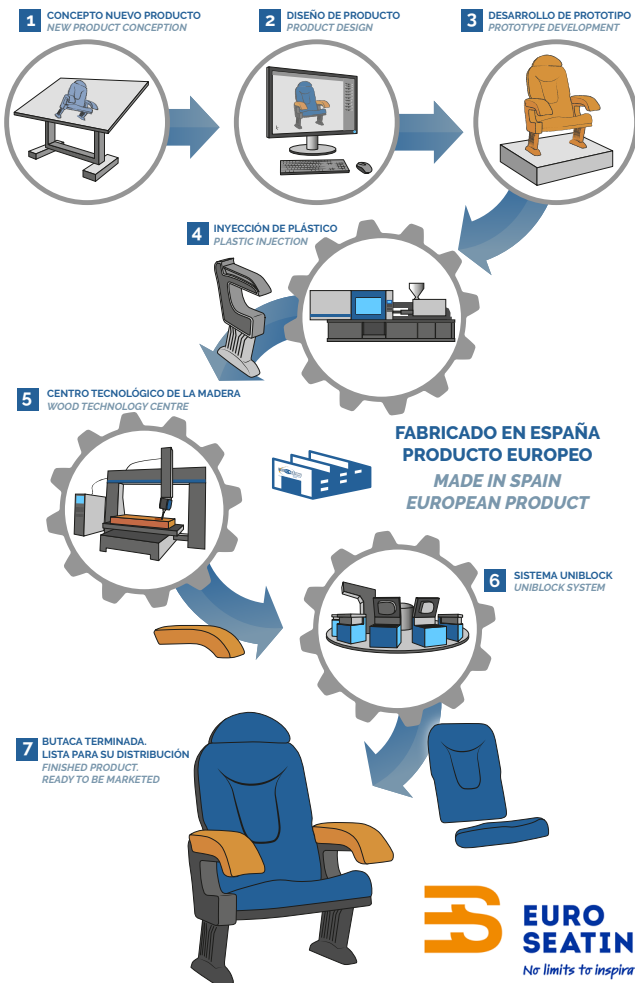 1 CONCEPTO NUEVO PRODUCTO
NEW PRODUCT CONCEPTION
2 DISEÑO DE PRODUCTO
PRODUCT DESIGN
3 DESARROLLO DE PROTOTIPO
PROTOTYPE DEVELOPMENT
4 INYECCIÓN DE PLÁSTICO
PLASTIC INJECTION
5 CENTRO TECNOLÓGICO DE LA MADERA
WOOD TECHNOLOGY CENTRE
FABRICADO EN ESPAÑA
PRODUCTO EUROPEO
MADE IN SPAIN
EUROPEAN PRODUCT
6 SISTEMA UNIBLOCK
UNIBLOCK SYSTEM
7 BUTACA TERMINADA.
LISTA PARA SU DISTRIBUCIÓN
FINISHED PRODUCT.
READY TO BE MARKETED
EURO
SEATIN
No limits to inspira